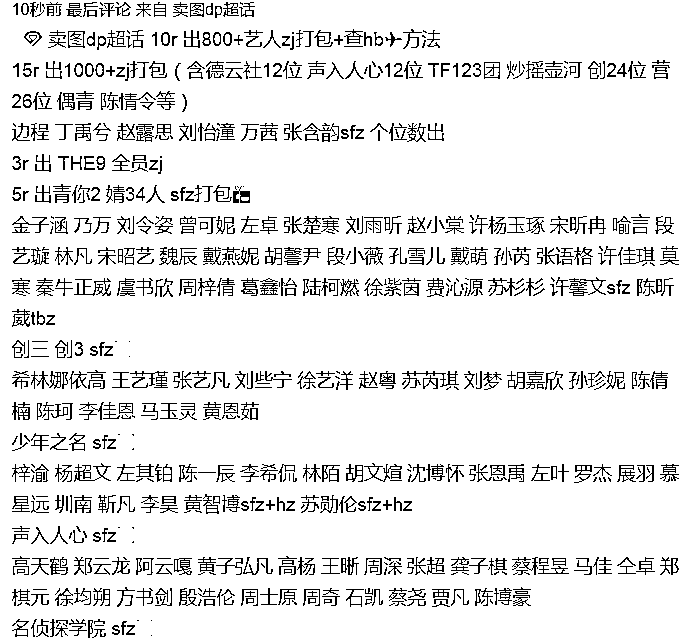 10秒前 最后评论 来自 卖图dp超话
卖图dp超话 10r 出800+艺人zj打包+查hb✈方法
15r 出1000+zj打包（含德云社12位 声入人心12位 TF123团 炒摇壶河 创24位 营
26位 偶青 陈情令等）
边程 丁禹兮 赵露思 刘怡潼 万茜 张含韵sfz 个位数出
3r 出 THE9 全员zj
5r 出青你2 婧34人 sfz打包
金子涵 乃万 刘令姿 曾可妮 左卓 张楚寒 刘雨昕 赵小棠 许杨玉琢 宋昕冉 喻言 段
艺璇 林凡 宋昭艺 魏辰 戴燕妮 胡馨尹 段小薇 孔雪儿 戴萌 孙芮 张语格 许佳琪 莫
寒 秦牛正威 虞书欣 周梓倩 葛鑫怡 陆柯燃 徐紫茵 费沁源 苏杉杉 许馨文sfz 陈昕
葳tbz
创三 创3 sfz
希林娜依高 王艺瑾 张艺凡 刘些宁 徐艺洋 赵粤 苏芮琪 刘梦 胡嘉欣 孙珍妮 陈倩
楠 陈珂 李佳恩 马玉灵 黄恩茹
少年之名 sfz
梓渝 杨超文 左其铂 陈一辰 李希侃 林陌 胡文煊 沈博怀 张恩禹 左叶 罗杰 展羽 慕
星远 圳南 靳凡 李昊 黄智博sfz+hz 苏勋伦sfz+hz
声入人心 sfz
高天鹤 郑云龙 阿云嘎 黄子弘凡 高杨 王晰 周深 张超 龚子棋 蔡程昱 马佳 仝卓 郑
棋元 徐均朔 方书剑 殷浩伦 周士原 周奇 石凯 蔡尧 贾凡 陈博豪
名侦探学院 sfz